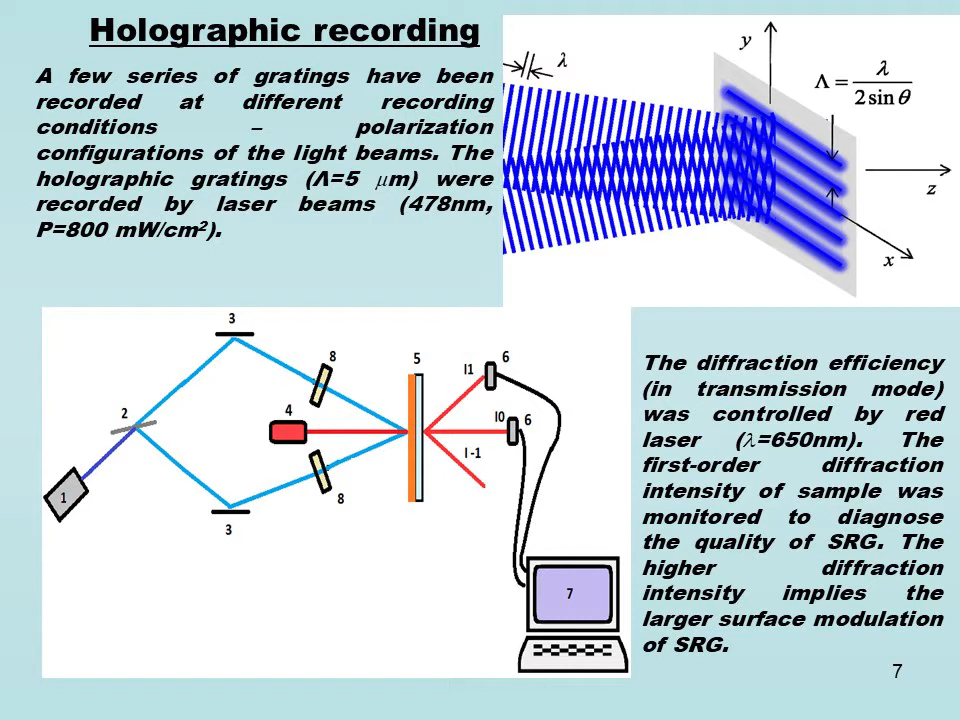 Holographic recording
A few series of gratings have been
recorded at different recording
conditions – polarization
configurations of the light beams. The
holographic gratings (Λ=5 μm) were
recorded by laser beams (478nm,
P=800 mW/cm²).
λ
y
Λ = λ / 2 sin θ
z
x
3
8
5
6
I1
2
4
I0
6
I -1
1
8
3
7
The diffraction efficiency
(in transmission mode)
was controlled by red
laser (λ=650nm). The
first-order diffraction
intensity of sample was
monitored to diagnose
the quality of SRG. The
higher diffraction
intensity implies the
larger surface modulation
of SRG.
7